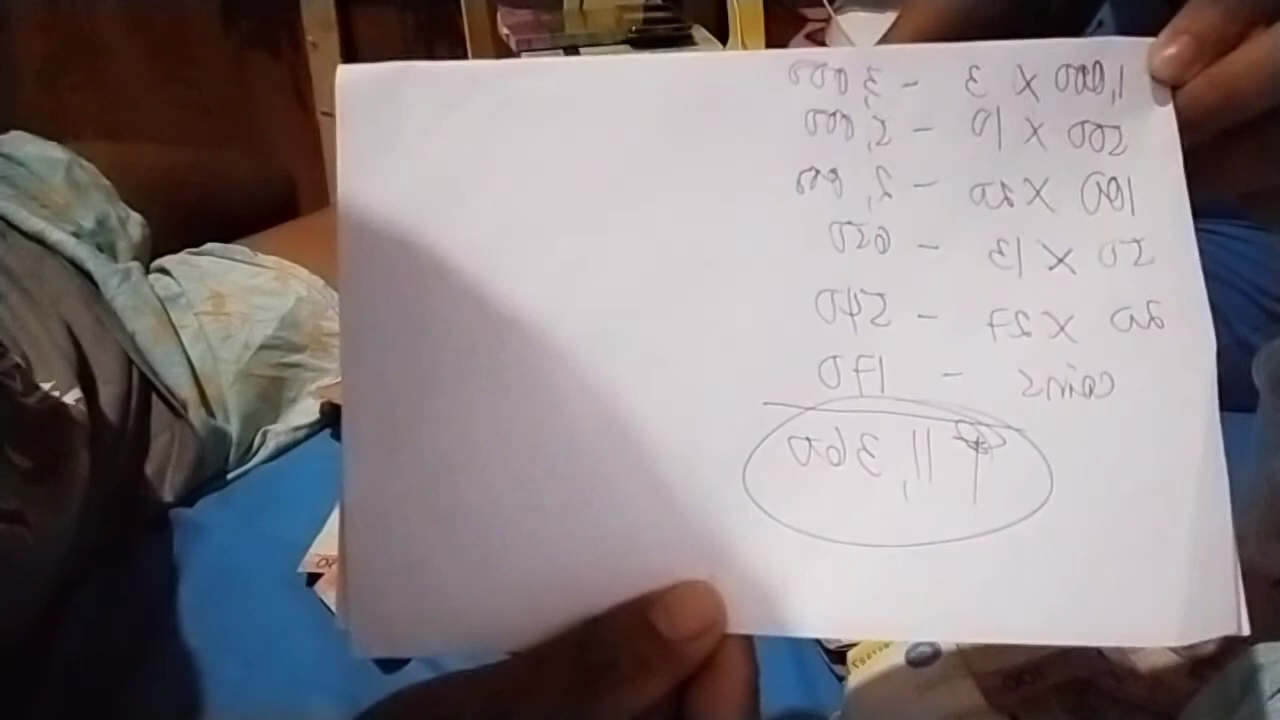 1,000 X 3 - 3,000
500 X 10 - 5,000
100 X 20 - 2,000
50 X 13 - 650
20 X 27 - 540
coins - 170
₱ 11,360